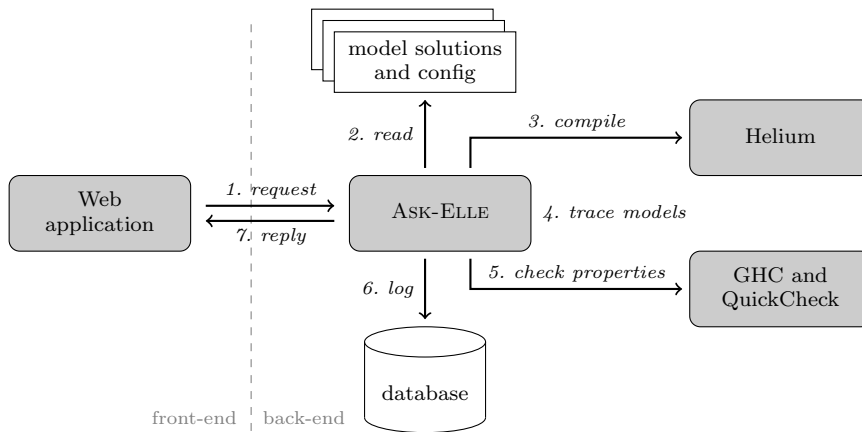 model solutions
and config
2. read
3. compile
Helium
Web
application
1. request
7. reply
ASK-ELLE
4. trace models
6. log
5. check properties
GHC and
QuickCheck
database
front-end
back-end